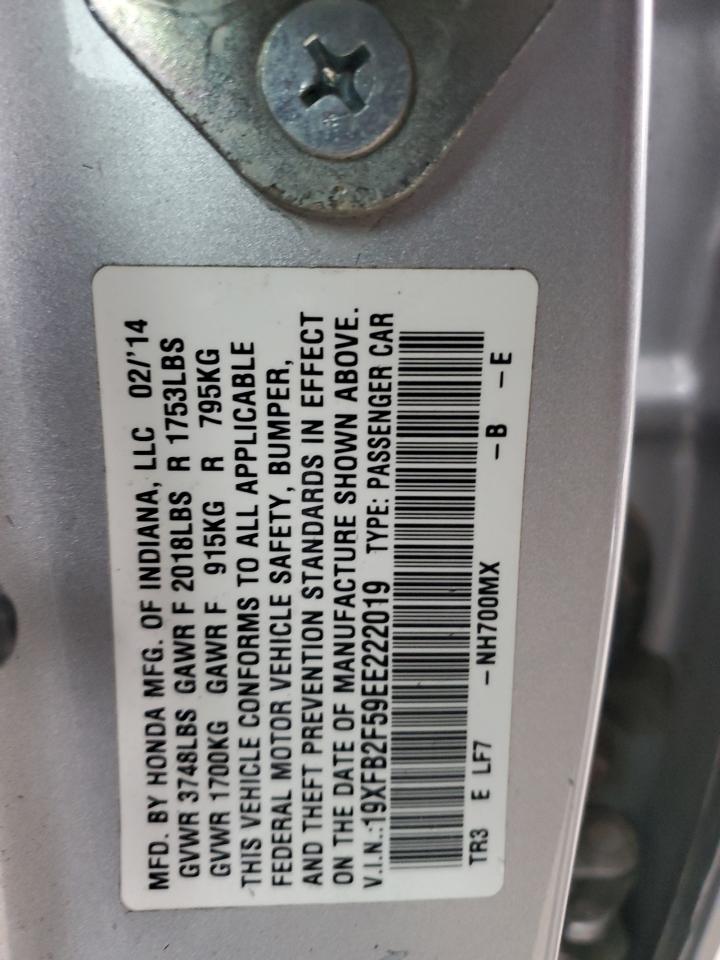 MFD. BY HONDA MFG. OF INDIANA, LLC 02/'14
GVWR 3748LBS GAWR F 2018LBS R 1753LBS
GVWR 1700KG GAWR F 915KG R 795KG
THIS VEHICLE CONFORMS TO ALL APPLICABLE
FEDERAL MOTOR VEHICLE SAFETY, BUMPER,
AND THEFT PREVENTION STANDARDS IN EFFECT
ON THE DATE OF MANUFACTURE SHOWN ABOVE.
V.I.N.:19XFB2F59EE222019 TYPE: PASSENGER CAR
TR3 E LF7 -NH700MX -B -E